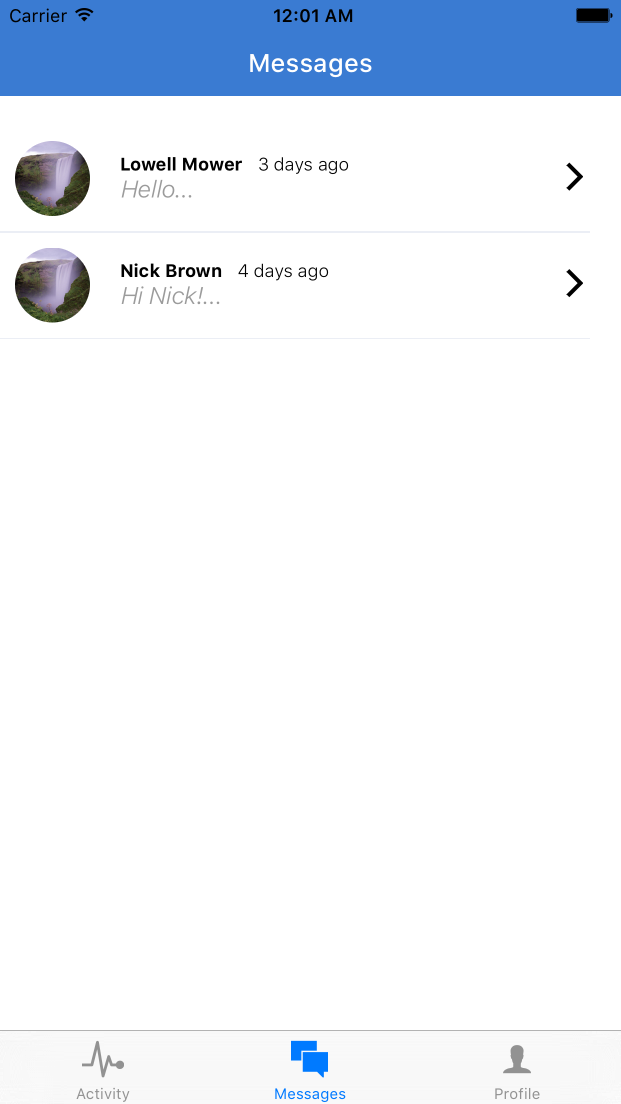 Carrier 12:01 AM
Messages
Lowell Mower 3 days ago
Hello...
Nick Brown 4 days ago
Hi Nick!...
Activity Messages Profile